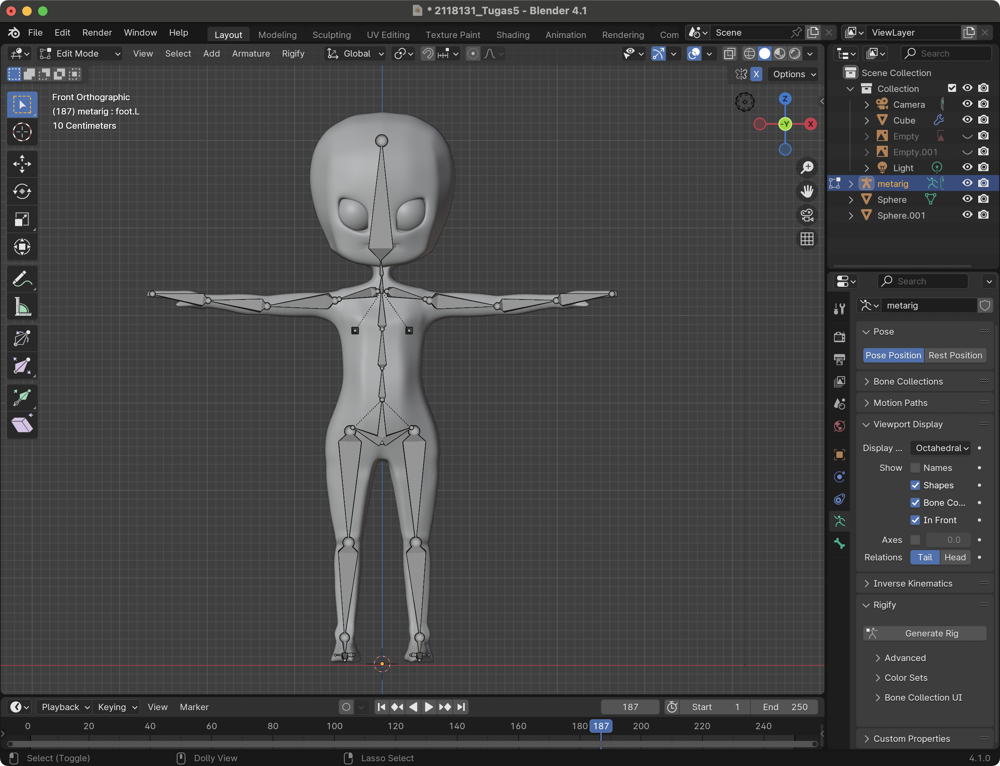 * 2118131_Tugas5 - Blender 4.1
File Edit Render Window Help Layout Modeling Sculpting UV Editing Texture Paint Shading Animation Rendering Com Scene ViewLayer
Edit Mode View Select Add Armature Rigify Global Search
X Options
Front Orthographic
(187) metarig : foot.L
10 Centimeters
Z
-Y X
Scene Collection
Collection
Camera
Cube
Empty
Empty.001
Light
metarig
Sphere
Sphere.001
Search
metarig
Pose
Pose Position Rest Position
Bone Collections
Motion Paths
Viewport Display
Display ... Octahedral
Show Names
Shapes
Bone Co...
In Front
Axes 0.0
Relations Tail Head
Inverse Kinematics
Rigify
Generate Rig
Advanced
Color Sets
Bone Collection UI
Custom Properties
Playback Keying View Marker 187 Start 1 End 250
0 20 40 60 80 100 120 140 160 180 187 200 220 240
Select (Toggle) Dolly View Lasso Select 4.1.0